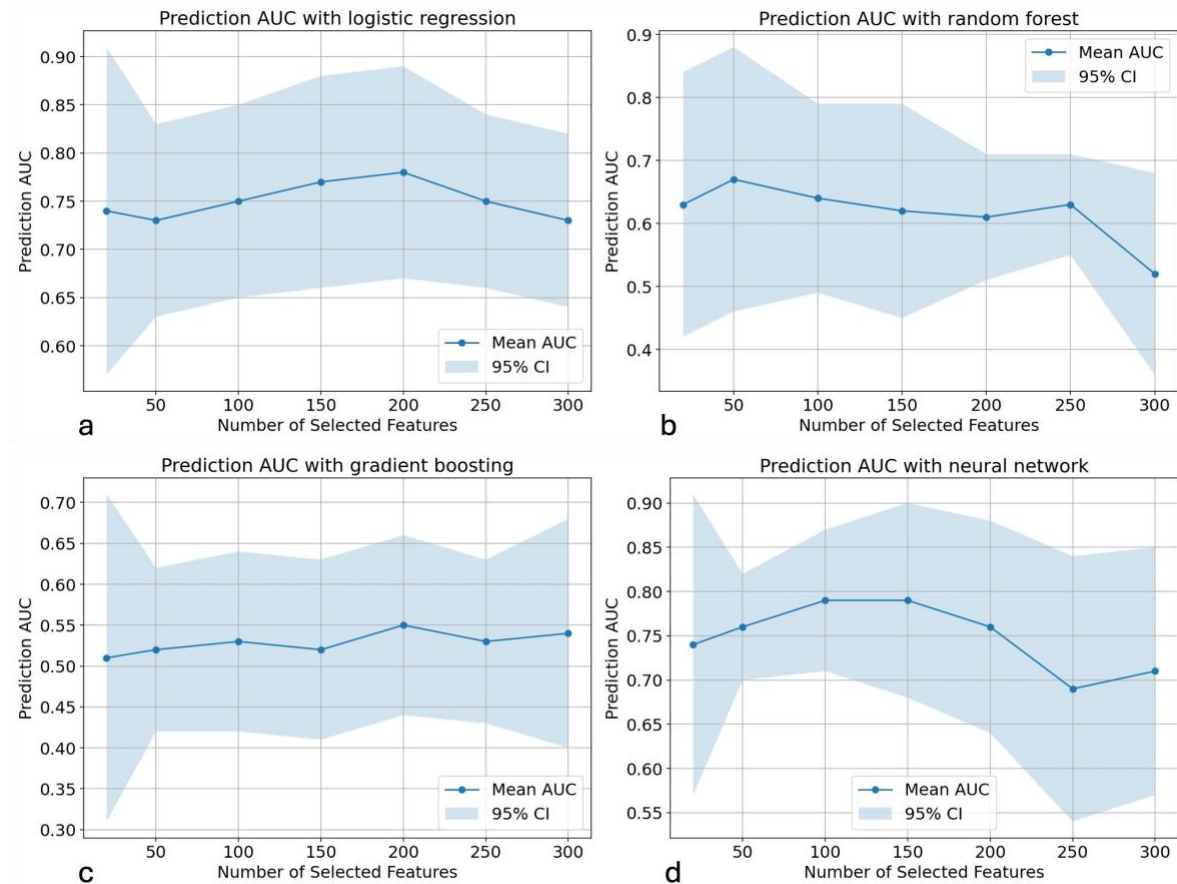 Prediction AUC with logistic regression
0.90
0.85
0.80
0.75
0.70
0.65
0.60
Prediction AUC
Mean AUC
95% CI
50 100 150 200 250 300
Number of Selected Features
a
Prediction AUC with random forest
0.9
0.8
0.7
0.6
0.5
0.4
Prediction AUC
Mean AUC
95% CI
50 100 150 200 250 300
Number of Selected Features
b
Prediction AUC with gradient boosting
0.70
0.65
0.60
0.55
0.50
0.45
0.40
0.35
0.30
Prediction AUC
Mean AUC
95% CI
50 100 150 200 250 300
Number of Selected Features
c
Prediction AUC with neural network
0.90
0.85
0.80
0.75
0.70
0.65
0.60
0.55
Prediction AUC
Mean AUC
95% CI
50 100 150 200 250 300
Number of Selected Features
d